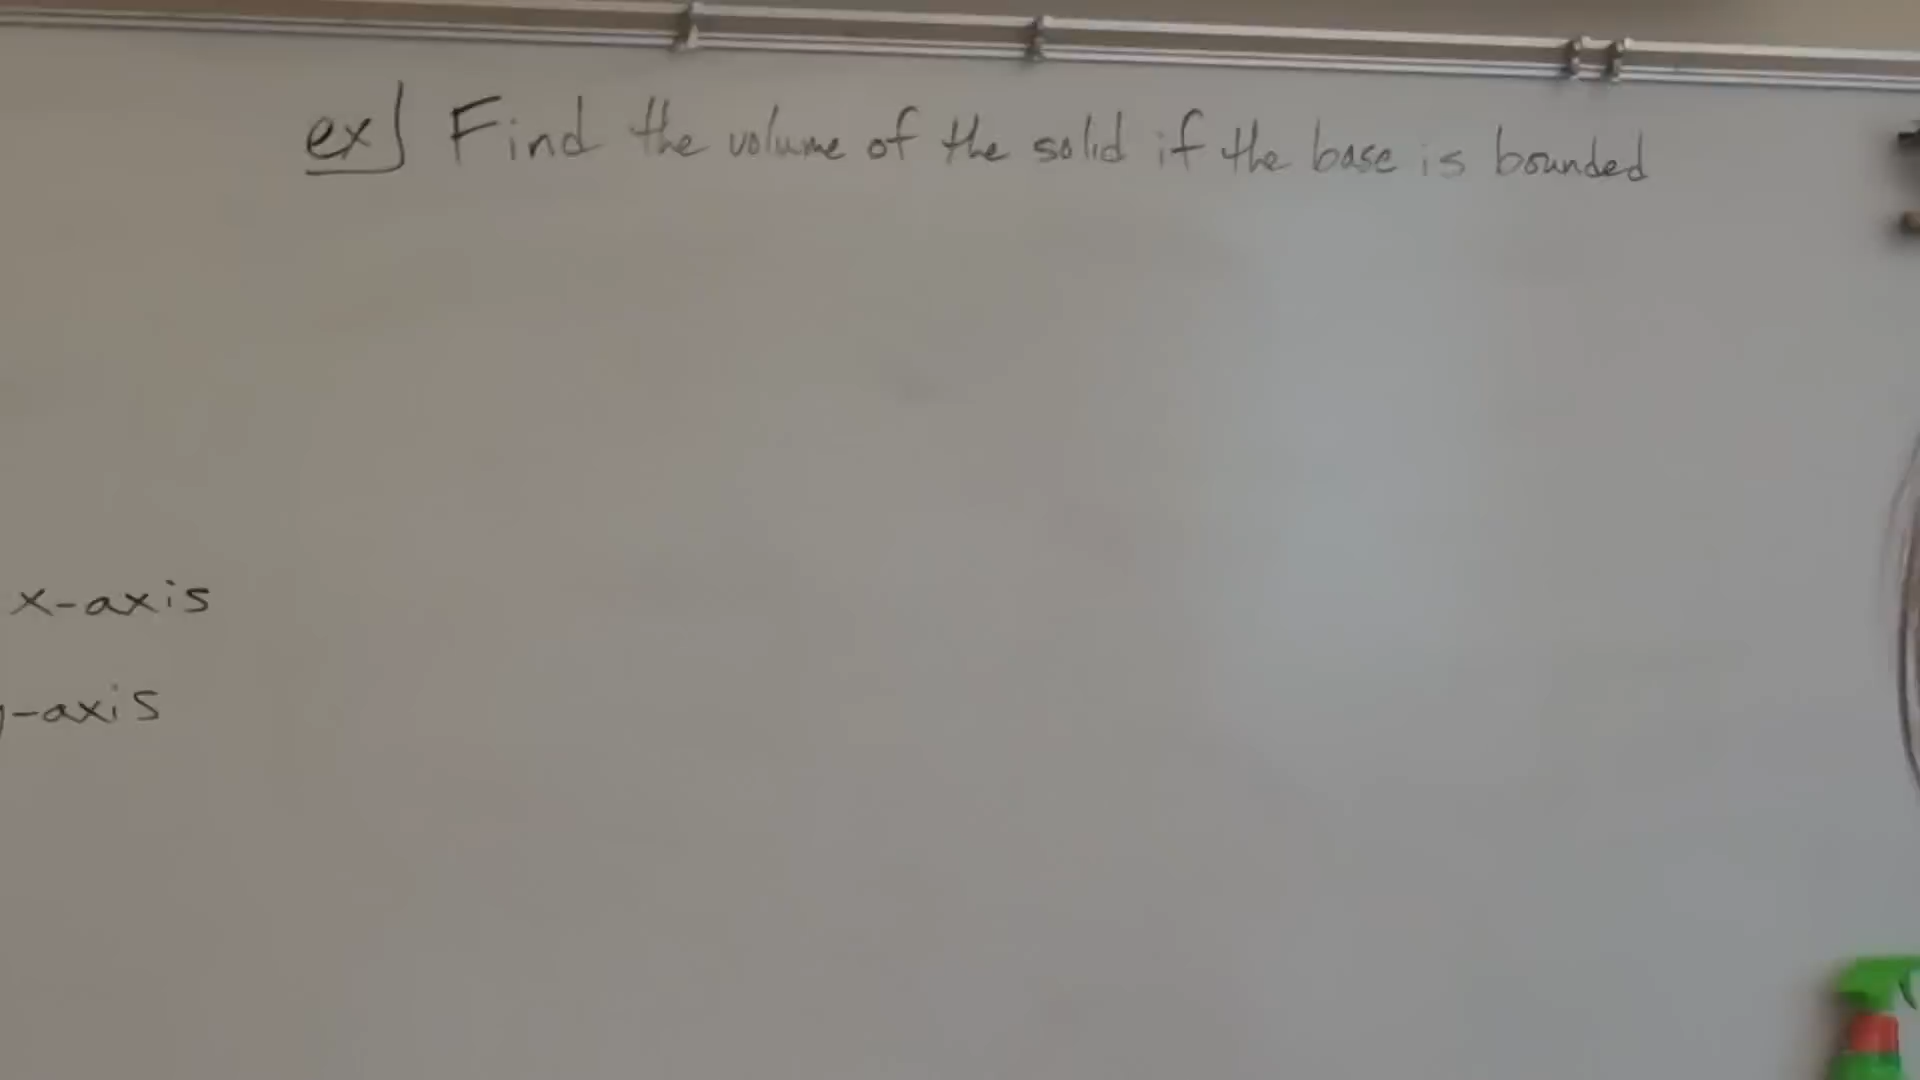 ex] Find the volume of the solid if the base is bounded
x-axis
-axis